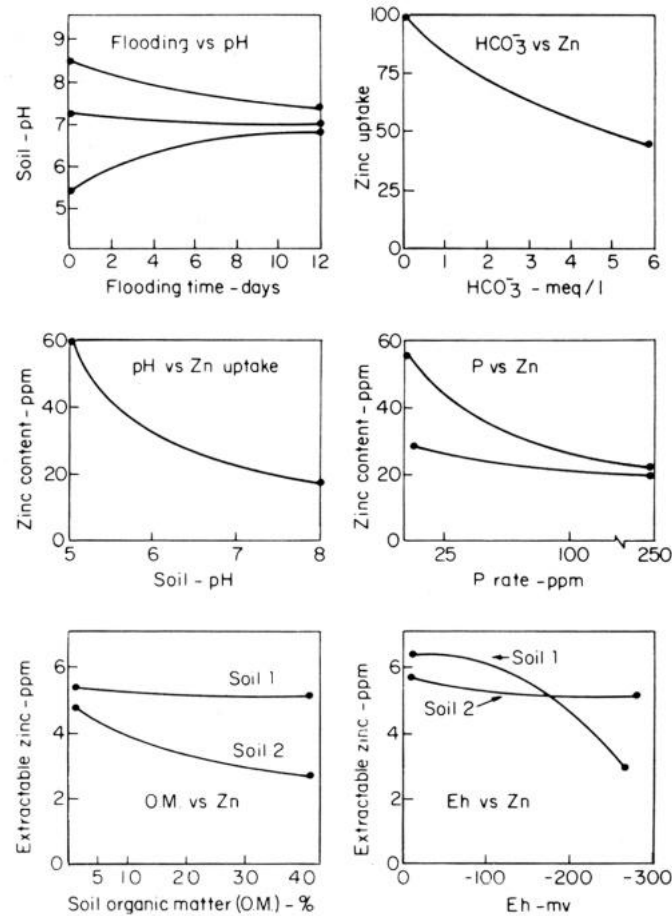 Flooding vs pH
9
8
7
6
5
Soil - pH
0 2 4 6 8 10 12
Flooding time - days
HCO₃⁻ vs Zn
100
75
50
25
0
Zinc uptake
0 1 2 3 4 5 6
HCO₃⁻ - meq/l
pH vs Zn uptake
60
40
20
0
Zinc content - ppm
5 6 7 8
Soil - pH
P vs Zn
60
40
20
0
Zinc content - ppm
25 100 250
P rate - ppm
Soil 1
Soil 2
O.M. vs Zn
6
4
2
0
Extractable zinc - ppm
5 10 20 30 40
Soil organic matter (O.M.) - %
Soil 1
Soil 2
Eh vs Zn
6
4
2
0
Extractable zinc - ppm
0 -100 -200 -300
Eh - mv